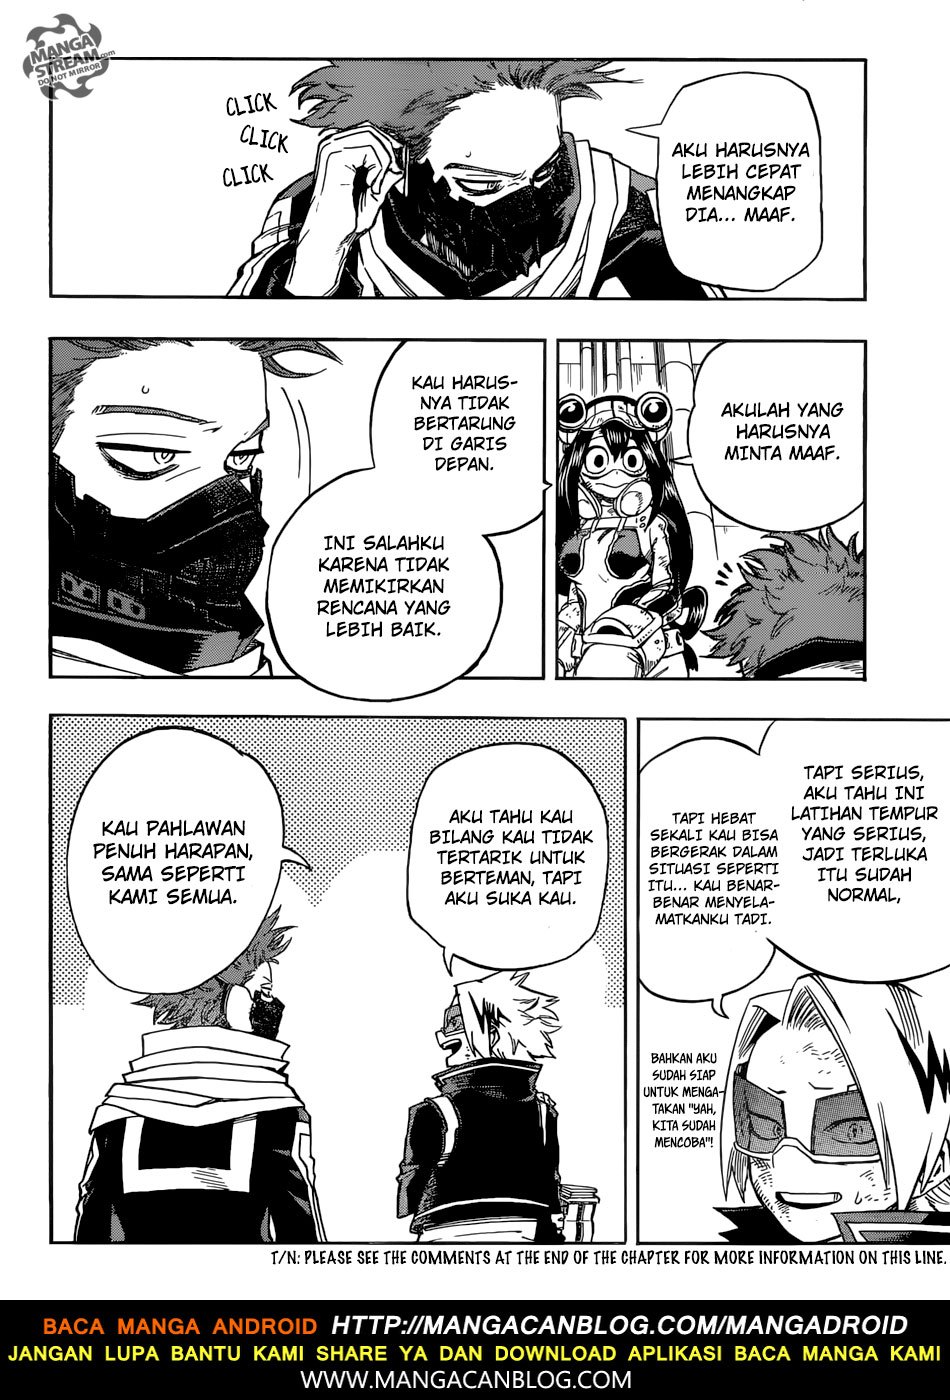 MANGA
STREAM.com
DO NOT MIRROR
AKU HARUSNYA
LEBIH CEPAT
MENANGKAP
DIA... MAAF.
CLICK
CLICK
CLICK
AKULAH YANG
HARUSNYA
MINTA MAAF.
KAU HARUS-
NYA TIDAK
BERTARUNG
DI GARIS
DEPAN.
INI SALAHKU
KARENA TIDAK
MEMIKIRKAN
RENCANA YANG
LEBIH BAIK.
TAPI SERIUS,
AKU TAHU INI
LATIHAN TEMPUR
YANG SERIUS,
JADI TERLUKA
ITU SUDAH
NORMAL,
TAPI HEBAT
SEKALI KAU BISA
BERGERAK DALAM
SITUASI SEPERTI
ITU... KAU BENAR-
BENAR MENYELA-
MATKANKU TADI.
BAHKAN AKU
SUDAH SIAP
UNTUK MENGA-
TAKAN "YAH,
KITA SUDAH
MENCOBA"!
AKU TAHU KAU
BILANG KAU TIDAK
TERTARIK UNTUK
BERTEMAN, TAPI
AKU SUKA KAU.
KAU PAHLAWAN
PENUH HARAPAN,
SAMA SEPERTI
KAMI SEMUA.
T/N: PLEASE SEE THE COMMENTS AT THE END OF THE CHAPTER FOR MORE INFORMATION ON THIS LINE.
BACA MANGA ANDROID HTTP://MANGACANBLOG.COM/MANGADROID
JANGAN LUPA BANTU KAMI SHARE YA DAN DOWNLOAD APLIKASI BACA MANGA KAMI
WWW.MANGACANBLOG.COM